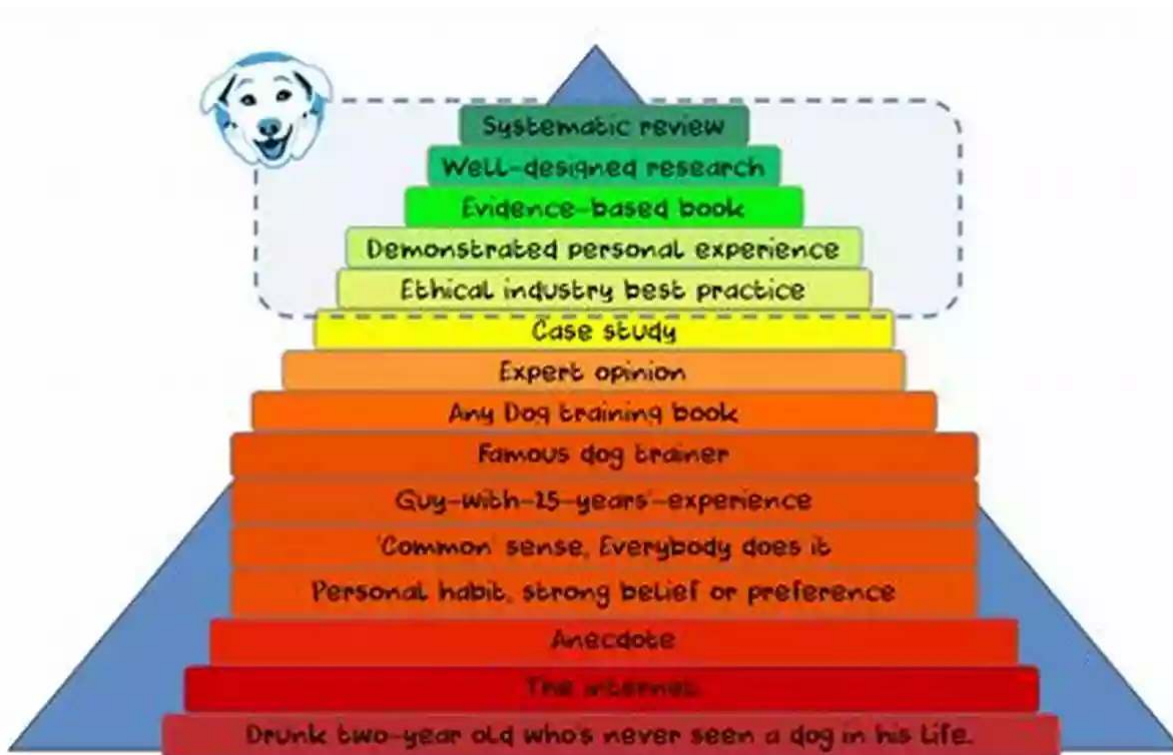 Systematic review
Well-designed research
Evidence-based book
Demonstrated personal experience
Ethical industry best practice
Case study
Expert opinion
Any Dog training book
Famous dog trainer
Guy-with-25-years'-experience
'Common' sense, Everybody does it
Personal habit, strong belief or preference
Anecdote
The internet
Drunk two-year old who's never seen a dog in his life.